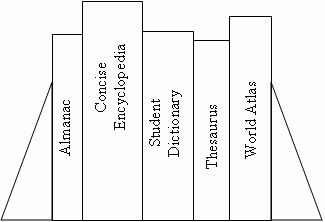 Almanac
Concise
Encyclopedia
Student
Dictionary
Thesaurus
World Atlas